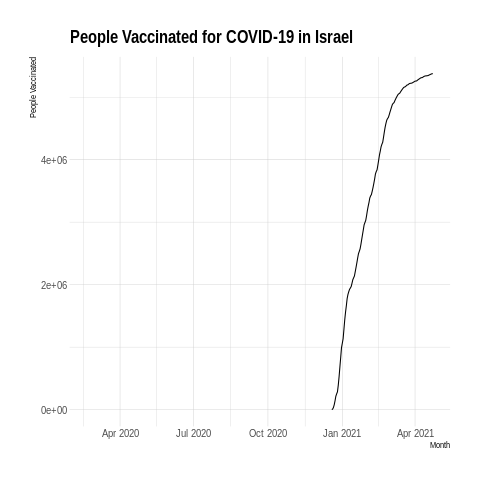 People Vaccinated for COVID-19 in Israel
People Vaccinated
4e+06
2e+06
0e+00
Apr 2020 Jul 2020 Oct 2020 Jan 2021 Apr 2021
Month